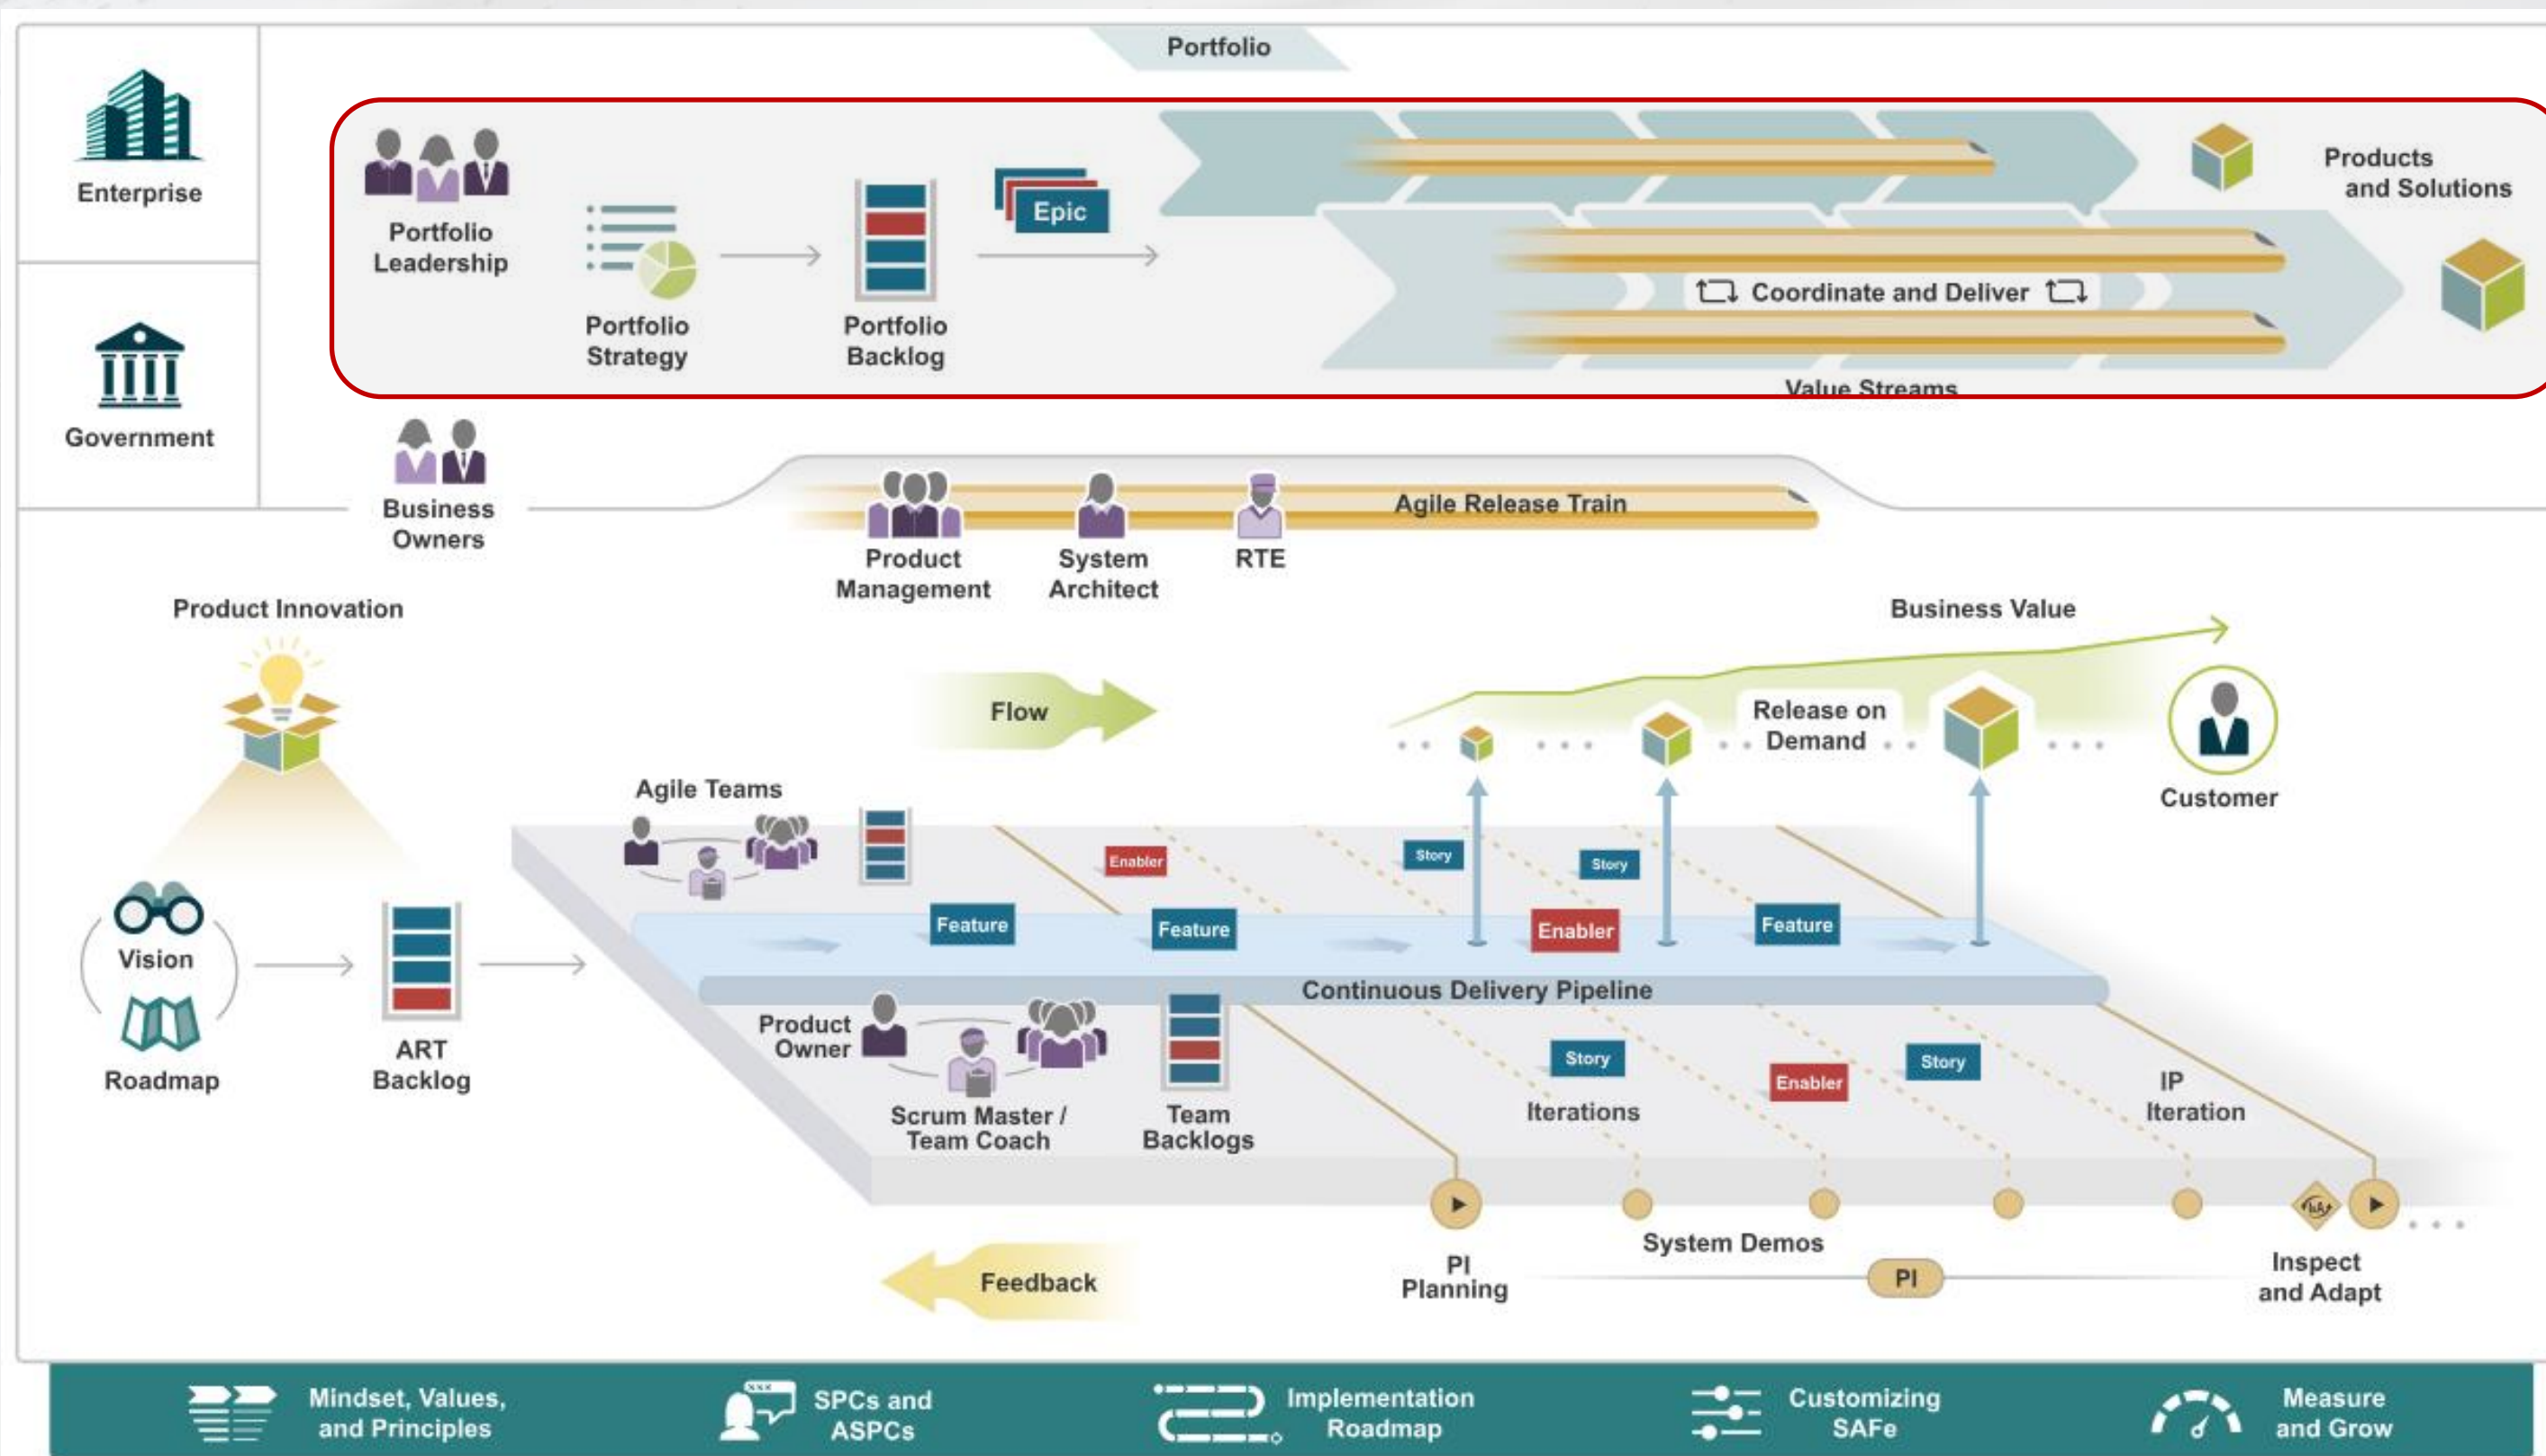 Portfolio
Enterprise
Government
Portfolio
Leadership
Portfolio
Strategy
Portfolio
Backlog
Epic
Products
and Solutions
Coordinate and Deliver
Value Streams
Business
Owners
Agile Release Train
Product
Management
System
Architect
RTE
Product Innovation
Business Value
Flow
Release on
Demand
Customer
Agile Teams
Enabler
Story
Story
Feature
Feature
Enabler
Feature
Vision
Roadmap
ART
Backlog
Continuous Delivery Pipeline
Product
Owner
Scrum Master /
Team Coach
Team
Backlogs
Story
Iterations
Enabler
Story
IP
Iteration
I&A
PI
Planning
System Demos
PI
Inspect
and Adapt
Feedback
Mindset, Values,
and Principles
XXX
SPCs and
ASPCs
Implementation
Roadmap
Customizing
SAFe
Measure
and Grow